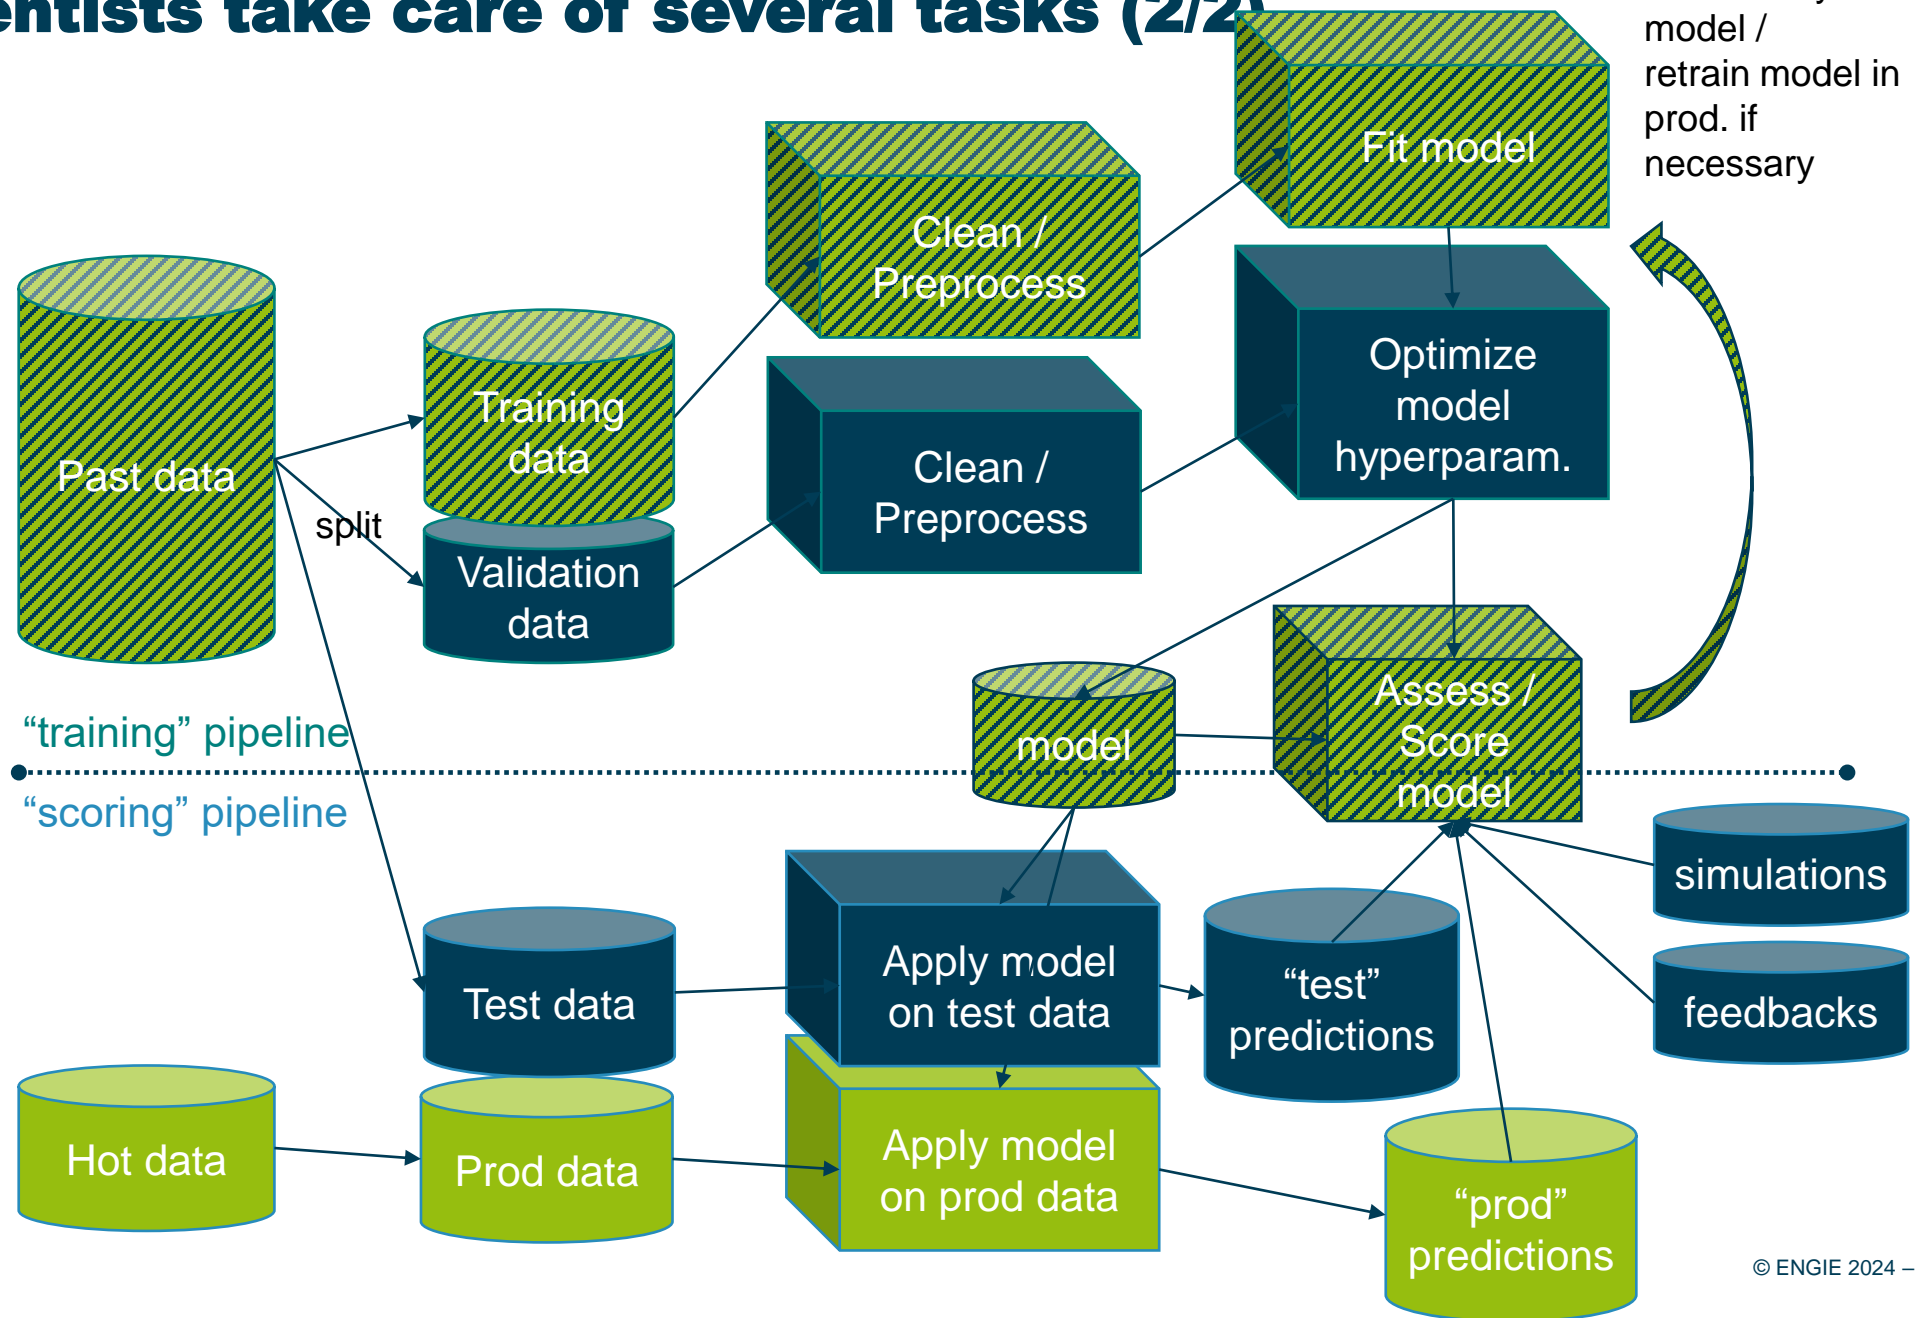 take care of several tasks (2/2)
model /
retrain model in
prod. if
necessary
Fit model
Clean /
Preprocess
Optimize
model
hyperparam.
Training
data
Past data
split
Clean /
Preprocess
Validation
data
Assess /
Score
model
model
“training” pipeline
“scoring” pipeline
simulations
Apply model
on test data
“test”
predictions
Test data
feedbacks
Hot data
Prod data
Apply model
on prod data
“prod”
predictions
© ENGIE 2024 –